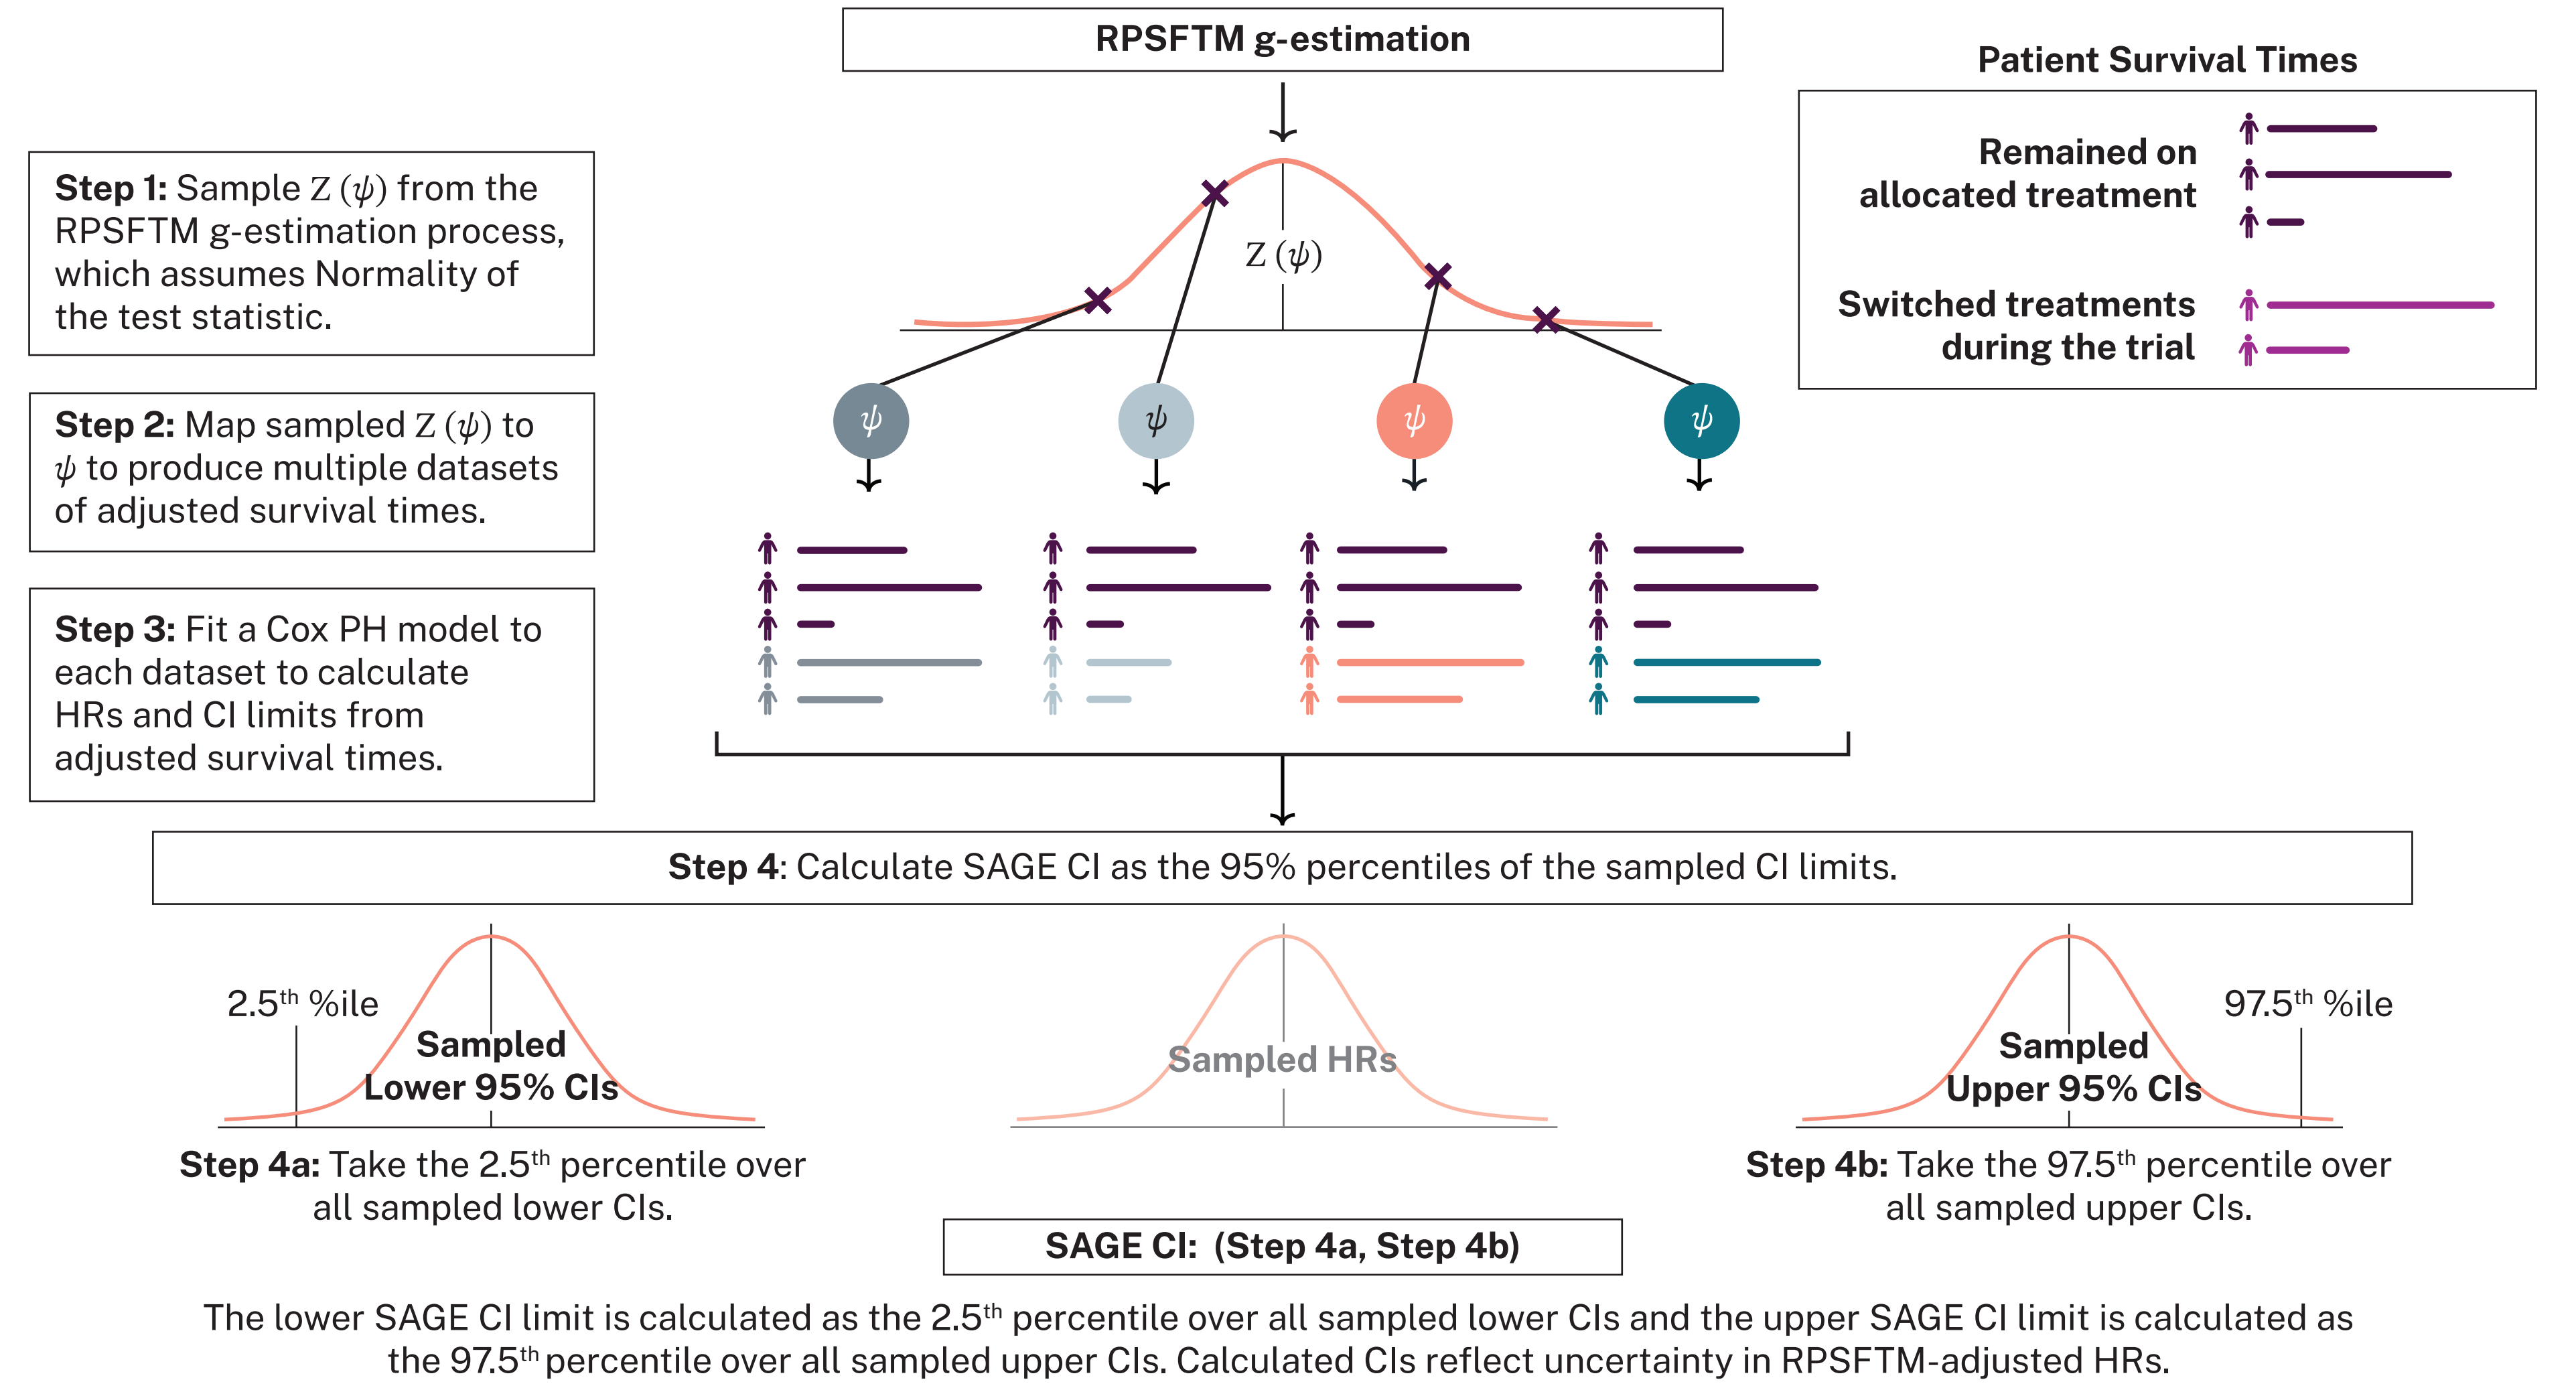 RPSFTM g-estimation
Patient Survival Times
Remained on
allocated treatment
Switched treatments
during the trial
Step 1: Sample Z (ψ) from the
RPSFTM g-estimation process,
which assumes Normality of
the test statistic.
Z (ψ)
Step 2: Map sampled Z (ψ) to
ψ to produce multiple datasets
of adjusted survival times.
ψ
ψ
ψ
ψ
Step 3: Fit a Cox PH model to
each dataset to calculate
HRs and CI limits from
adjusted survival times.
Step 4: Calculate SAGE CI as the 95% percentiles of the sampled CI limits.
2.5th %ile
Sampled
Lower 95% CIs
Sampled HRs
97.5th %ile
Sampled
Upper 95% CIs
Step 4a: Take the 2.5th percentile over
all sampled lower CIs.
Step 4b: Take the 97.5th percentile over
all sampled upper CIs.
SAGE CI: (Step 4a, Step 4b)
The lower SAGE CI limit is calculated as the 2.5th percentile over all sampled lower CIs and the upper SAGE CI limit is calculated as
the 97.5th percentile over all sampled upper CIs. Calculated CIs reflect uncertainty in RPSFTM-adjusted HRs.